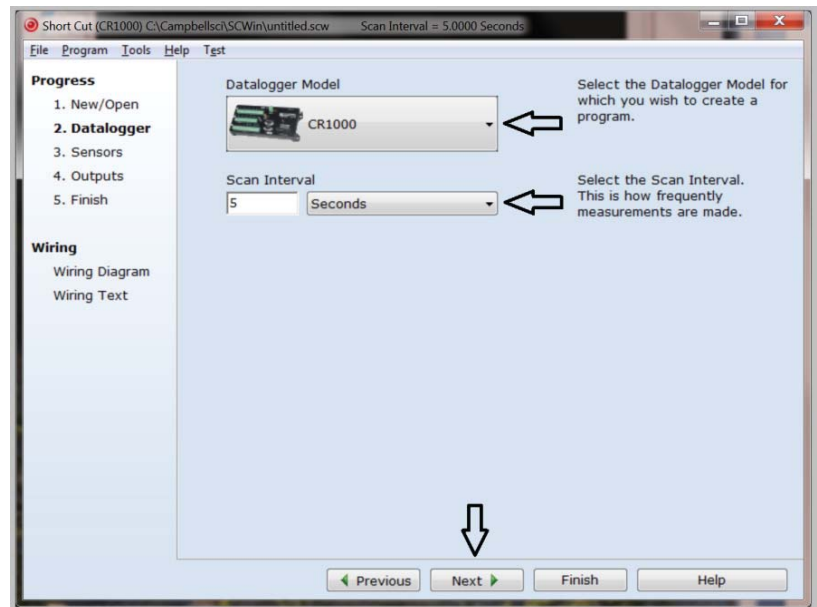 Short Cut (CR1000) C:\Campbellsci\SCWin\untitled.scw Scan Interval = 5.0000 Seconds
File Program Tools Help Test
Progress
1. New/Open
2. Datalogger
3. Sensors
4. Outputs
5. Finish
Wiring
Wiring Diagram
Wiring Text
Datalogger Model
CR1000
Select the Datalogger Model for
which you wish to create a
program.
Scan Interval
5 Seconds
Select the Scan Interval.
This is how frequently
measurements are made.
Previous Next Finish Help